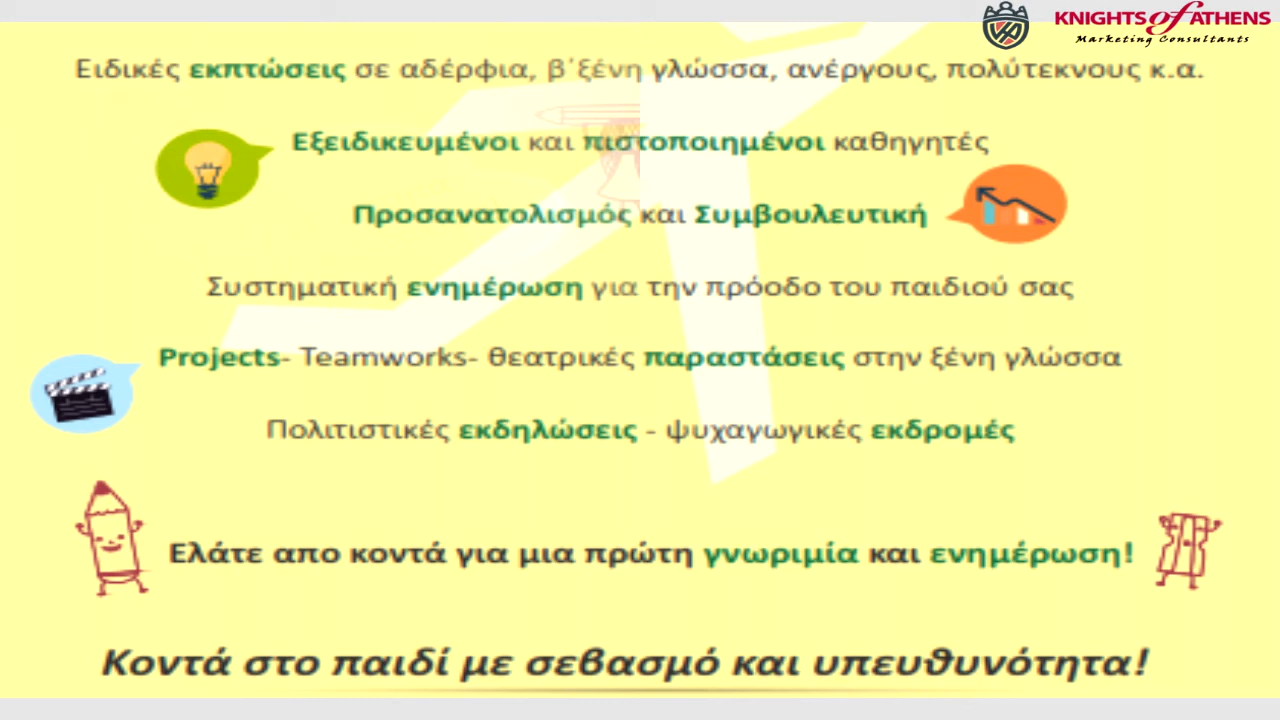 KNIGHTS of ATHENS
Marketing Consultants
Ειδικές εκπτώσεις σε αδέρφια, β΄ξένη γλώσσα, ανέργους, πολύτεκνους κ.α.
Εξειδικευμένοι και πιστοποιημένοι καθηγητές
Προσανατολισμός και Συμβουλευτική
Συστηματική ενημέρωση για την πρόοδο του παιδιού σας
Projects- Teamworks- θεατρικές παραστάσεις στην ξένη γλώσσα
Πολιτιστικές εκδηλώσεις - ψυχαγωγικές εκδρομές
Ελάτε απο κοντά για μια πρώτη γνωριμία και ενημέρωση!
Κοντά στο παιδί με σεβασμό και υπευθυνότητα!